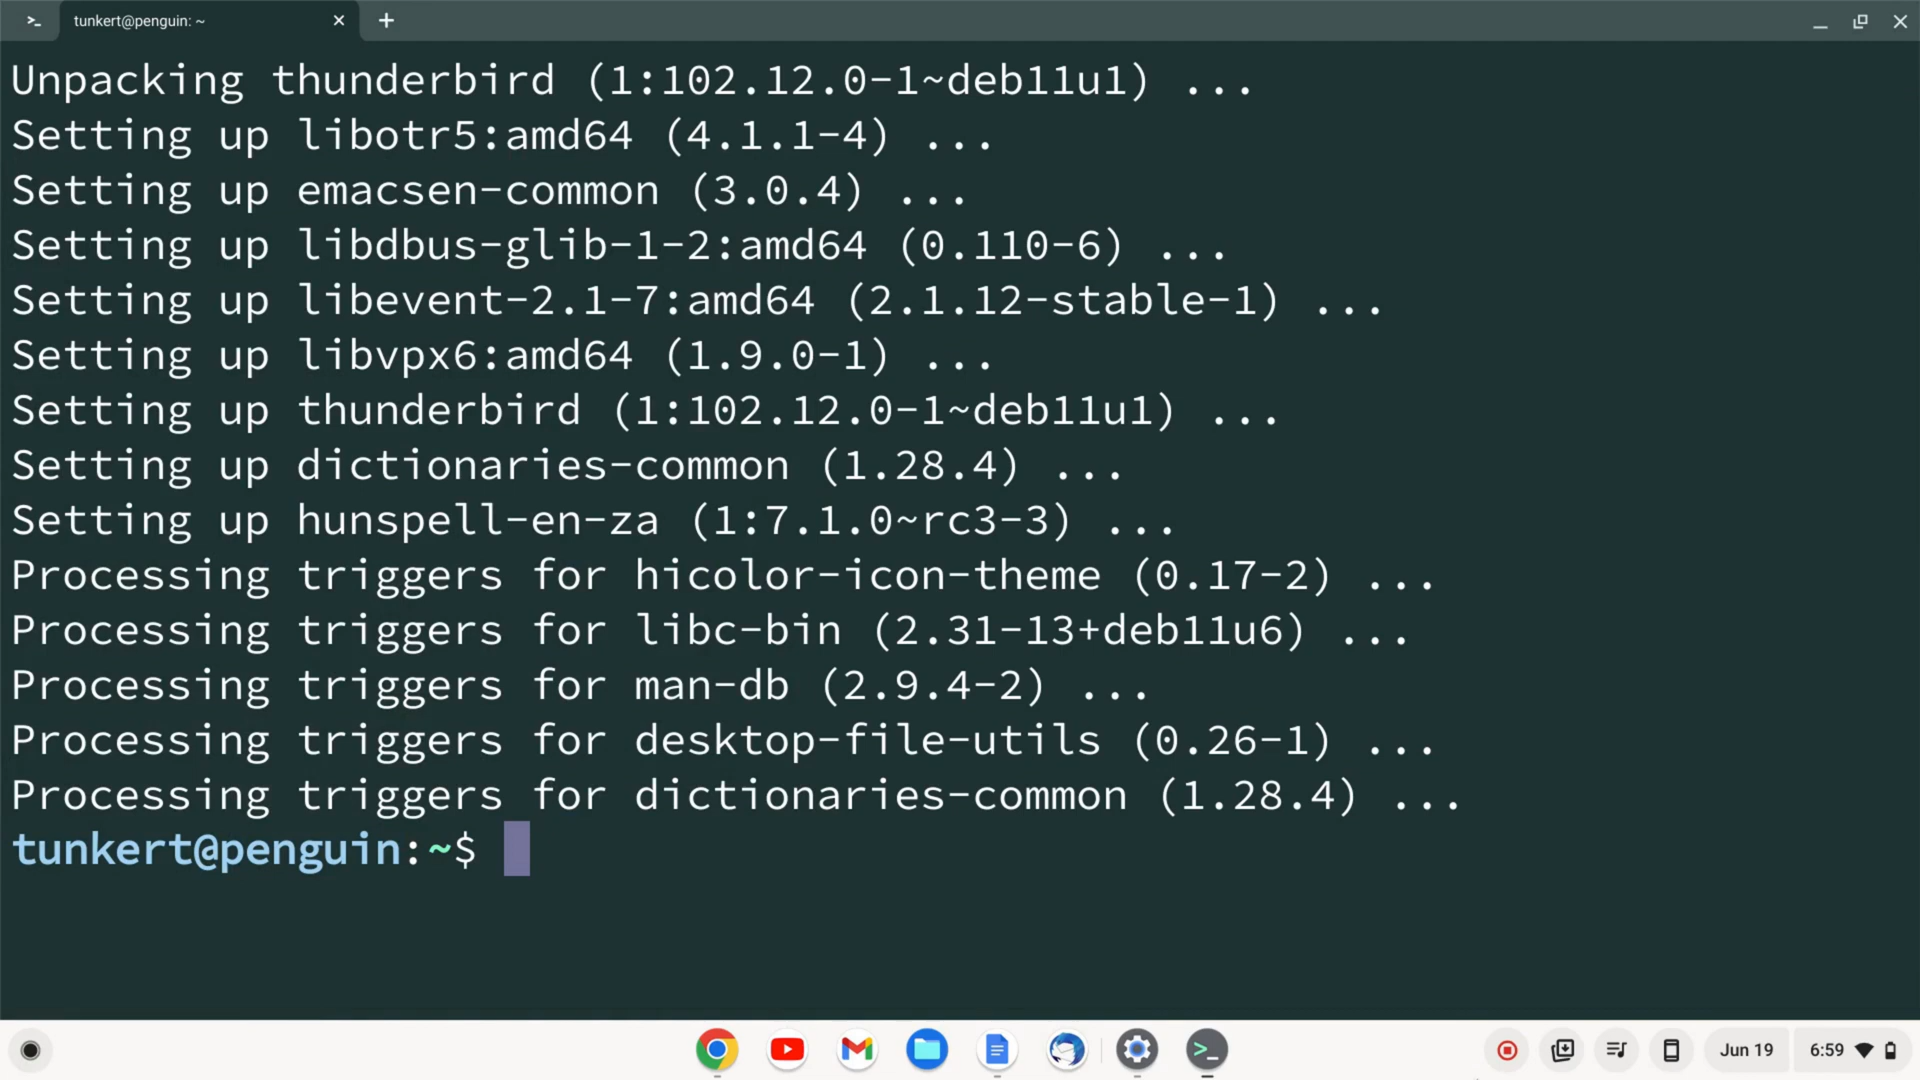 tunkert@penguin: ~
Unpacking thunderbird (1:102.12.0-1~deb11u1) ...
Setting up libotr5:amd64 (4.1.1-4) ...
Setting up emacsen-common (3.0.4) ...
Setting up libdbus-glib-1-2:amd64 (0.110-6) ...
Setting up libevent-2.1-7:amd64 (2.1.12-stable-1) ...
Setting up libvpx6:amd64 (1.9.0-1) ...
Setting up thunderbird (1:102.12.0-1~deb11u1) ...
Setting up dictionaries-common (1.28.4) ...
Setting up hunspell-en-za (1:7.1.0~rc3-3) ...
Processing triggers for hicolor-icon-theme (0.17-2) ...
Processing triggers for libc-bin (2.31-13+deb11u6) ...
Processing triggers for man-db (2.9.4-2) ...
Processing triggers for desktop-file-utils (0.26-1) ...
Processing triggers for dictionaries-common (1.28.4) ...
tunkert@penguin:~$
Jun 19 6:59